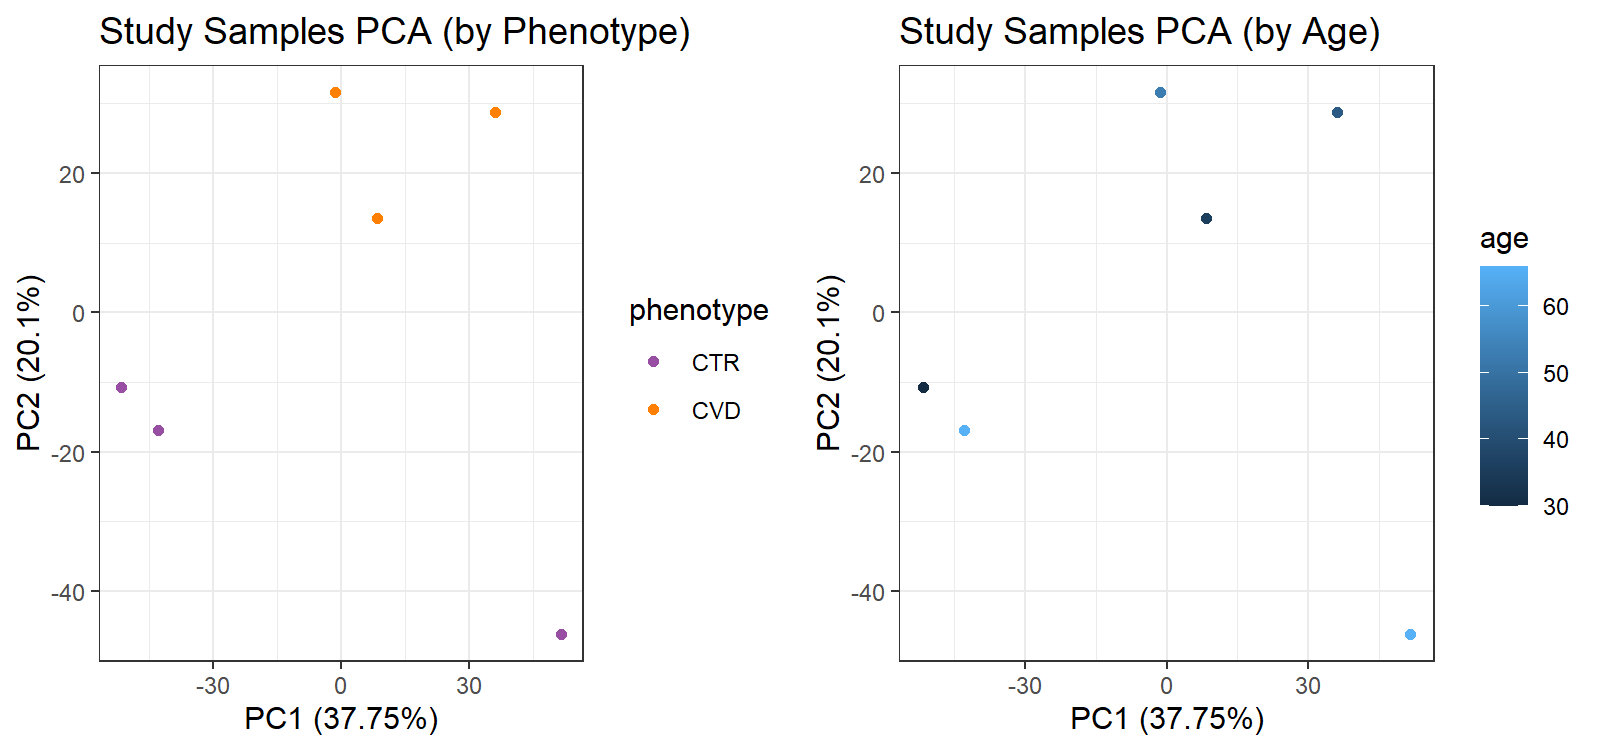 Study Samples PCA (by Phenotype)
20
0
-20
-40
-30 0 30
PC1 (37.75%)
PC2 (20.1%)
phenotype
CTR
CVD
Study Samples PCA (by Age)
20
0
-20
-40
-30 0 30
PC1 (37.75%)
PC2 (20.1%)
age
60
50
40
30